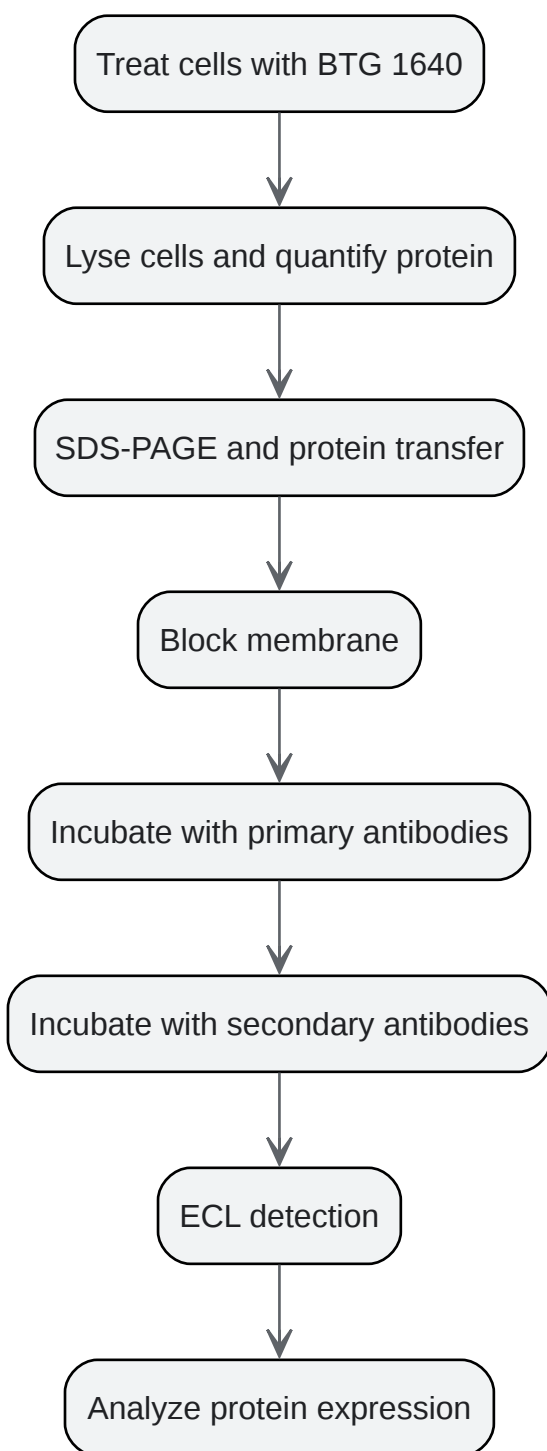 Treat cells with BTG 1640
Lyse cells and quantify protein
SDS-PAGE and protein transfer
Block membrane
Incubate with primary antibodies
Incubate with secondary antibodies
ECL detection
Analyze protein expression